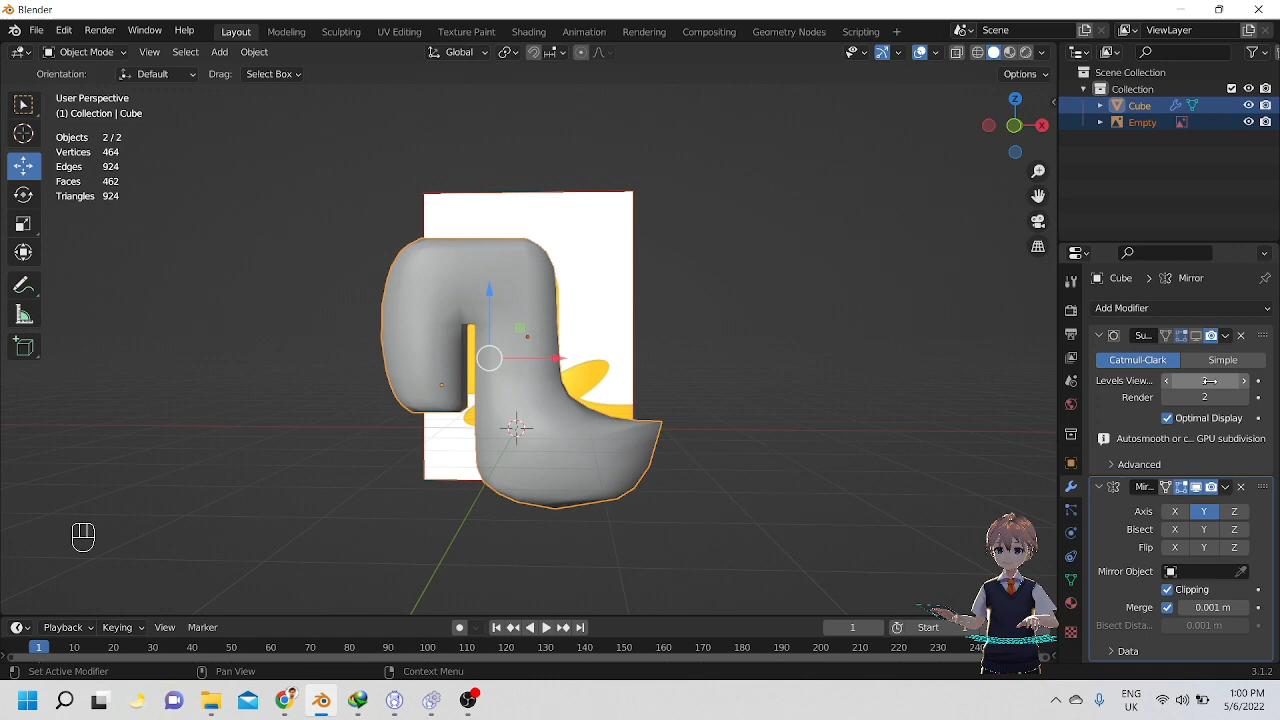 Blender
File Edit Render Window Help Layout Modeling Sculpting UV Editing Texture Paint Shading Animation Rendering Compositing Geometry Nodes Scripting + Scene ViewLayer
Object Mode View Select Add Object Global
Orientation: Default Drag: Select Box Options
User Perspective
(1) Collection | Cube
Objects 2 / 2
Vertices 464
Edges 924
Faces 462
Triangles 924
Z
X
Scene Collection
Collection
Cube
Empty
Cube > Mirror
Add Modifier
Su..
Catmull-Clark Simple
Levels View..
Render 2
Optimal Display
Autosmooth or c... GPU subdivision
Advanced
Mir..
Axis X Y Z
Bisect X Y Z
Flip X Y Z
Mirror Object
Clipping
Merge 0.001 m
Bisect Dista.. 0.001 m
Data
Playback Keying View Marker 1 Start
1 10 20 30 40 50 60 70 80 90 100 110 120 130 140 150 160 170 180 190 200 210 220 230
Set Active Modifier Pan View Context Menu 3.1.2
ENG
UK
1:00 PM
5/6/2022